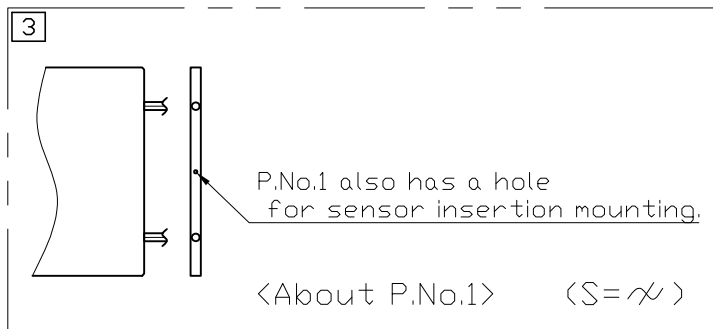 3
P.No.1 also has a hole
for sensor insertion mounting.
<About P.No.1> (S=)